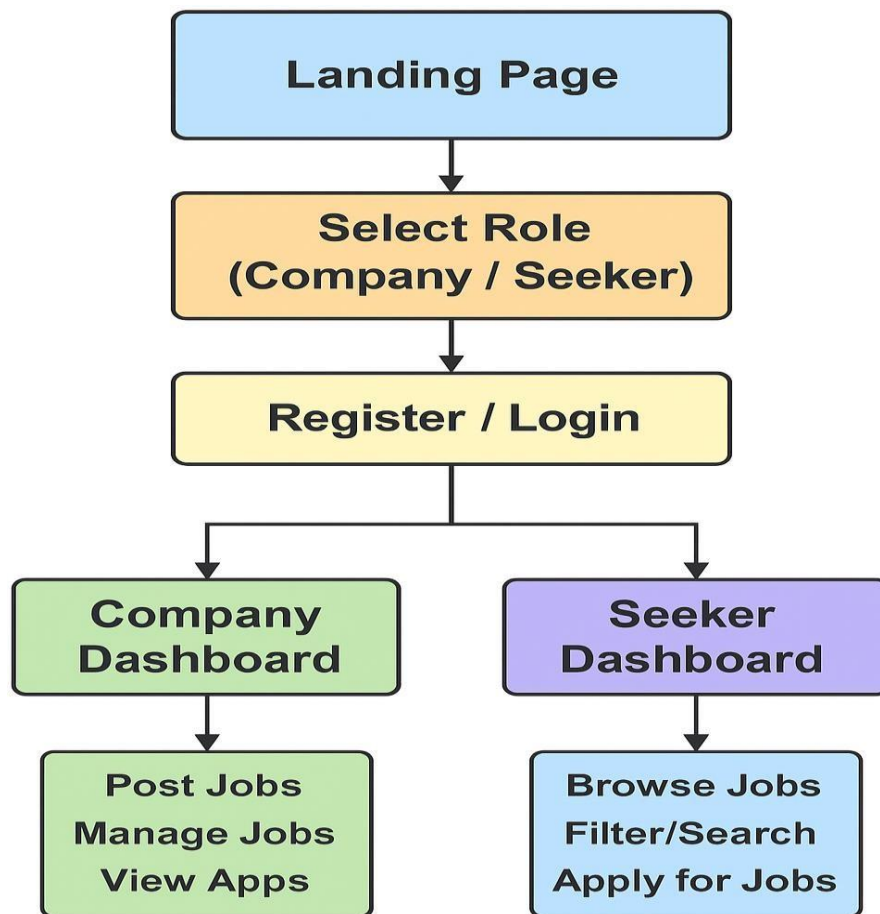 Landing Page
Select Role
(Company / Seeker)
Register / Login
Company
Dashboard
Seeker
Dashboard
Post Jobs
Manage Jobs
View Apps
Browse Jobs
Filter/Search
Apply for Jobs